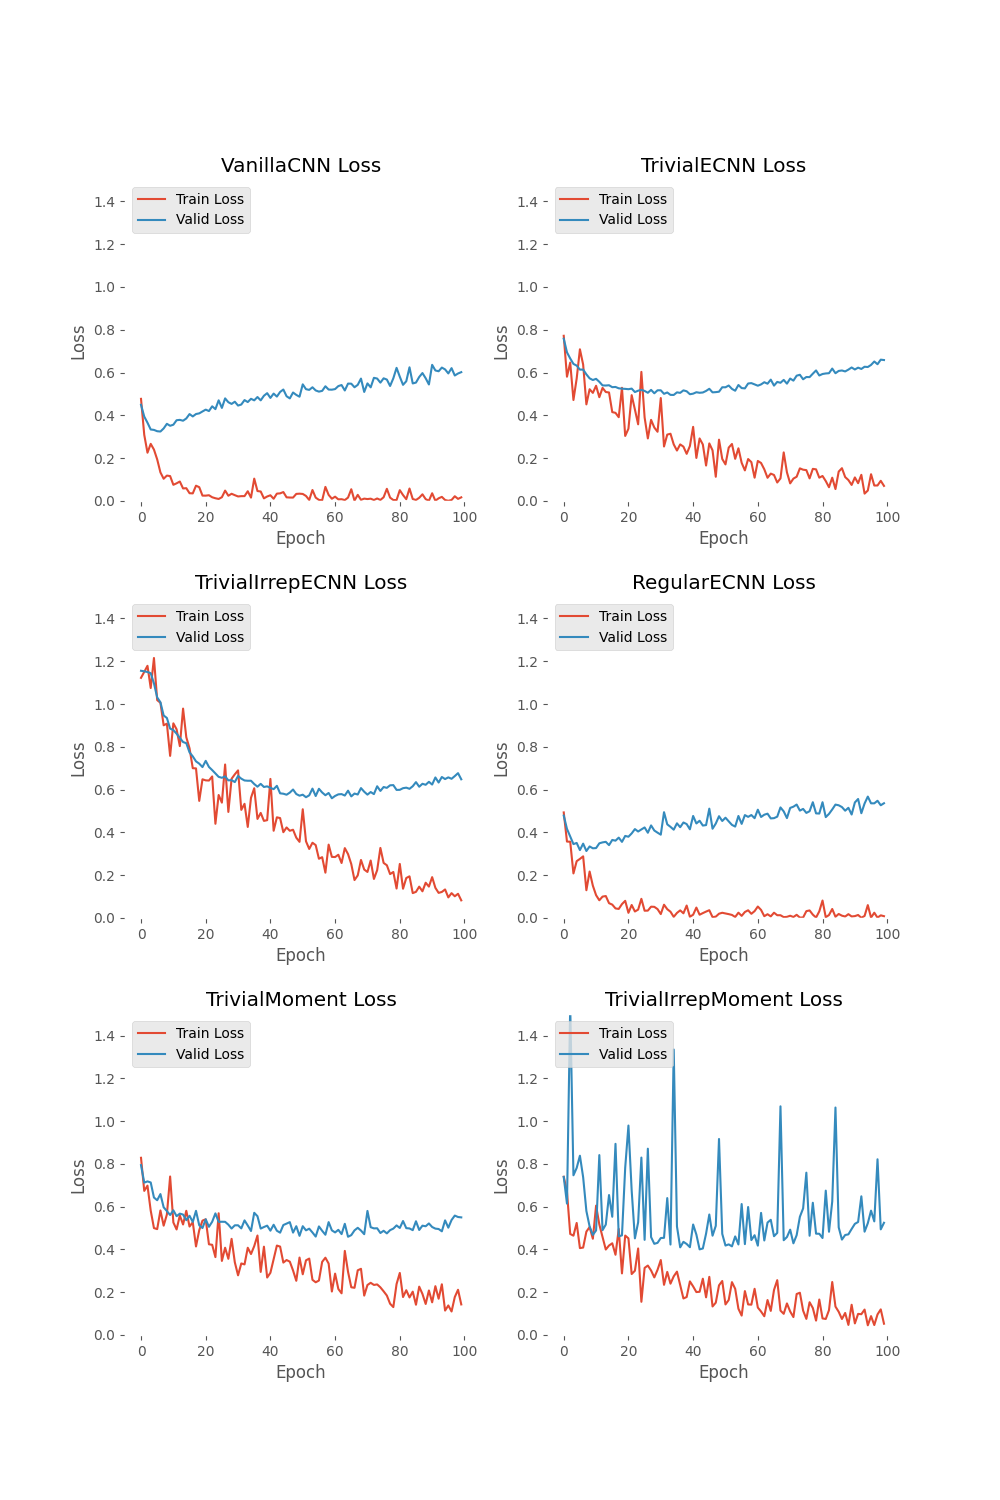 VanillaCNN Loss
Train Loss
Valid Loss
1.4
1.2
1.0
0.8
0.6
0.4
0.2
0.0
Loss
0 20 40 60 80 100
Epoch
TrivialECNN Loss
Train Loss
Valid Loss
1.4
1.2
1.0
0.8
0.6
0.4
0.2
0.0
Loss
0 20 40 60 80 100
Epoch
TrivialIrrepECNN Loss
Train Loss
Valid Loss
1.4
1.2
1.0
0.8
0.6
0.4
0.2
0.0
Loss
0 20 40 60 80 100
Epoch
RegularECNN Loss
Train Loss
Valid Loss
1.4
1.2
1.0
0.8
0.6
0.4
0.2
0.0
Loss
0 20 40 60 80 100
Epoch
TrivialMoment Loss
Train Loss
Valid Loss
1.4
1.2
1.0
0.8
0.6
0.4
0.2
0.0
Loss
0 20 40 60 80 100
Epoch
TrivialIrrepMoment Loss
Train Loss
Valid Loss
1.4
1.2
1.0
0.8
0.6
0.4
0.2
0.0
Loss
0 20 40 60 80 100
Epoch